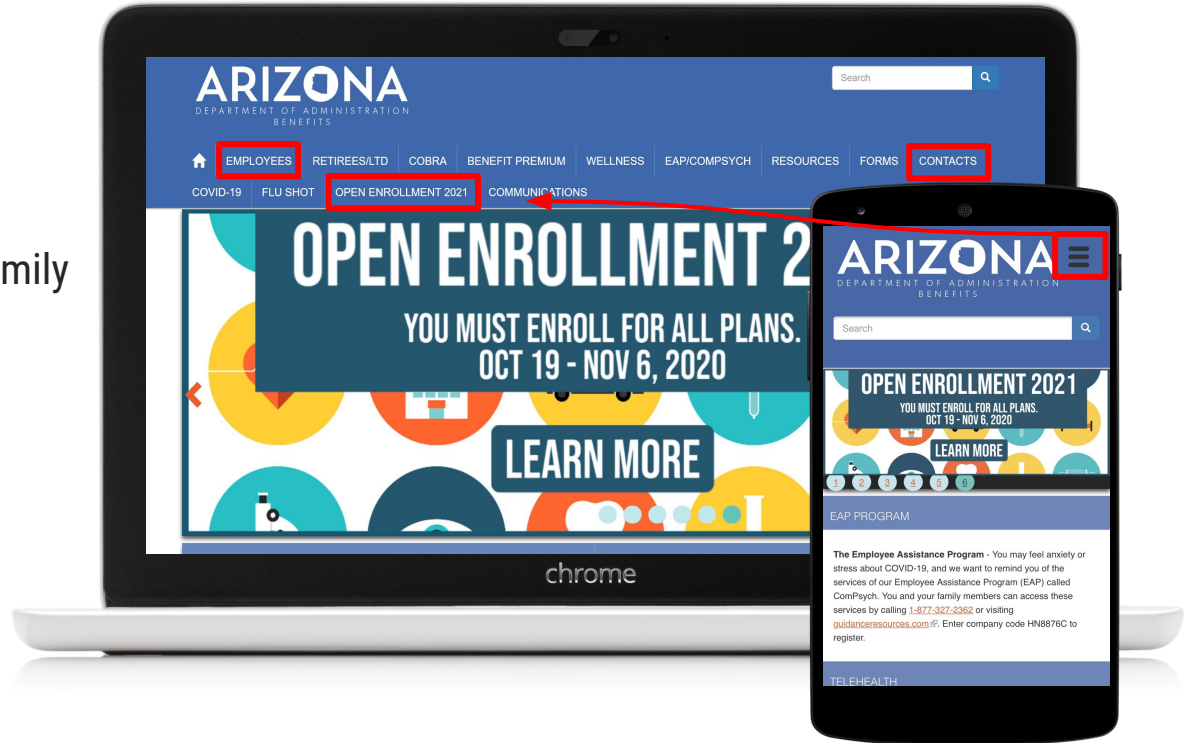 mily
ARIZONA
DEPARTMENT OF ADMINISTRATION
BENEFITS
Search
EMPLOYEES RETIREES/LTD COBRA BENEFIT PREMIUM WELLNESS EAP/COMPSYCH RESOURCES FORMS CONTACTS
COVID-19 FLU SHOT OPEN ENROLLMENT 2021 COMMUNICATIONS
OPEN ENROLLMENT 2
YOU MUST ENROLL FOR ALL PLANS.
OCT 19 - NOV 6, 2020
LEARN MORE
chrome
ARIZONA
DEPARTMENT OF ADMINISTRATION
BENEFITS
Search
OPEN ENROLLMENT 2021
YOU MUST ENROLL FOR ALL PLANS.
OCT 19 - NOV 6, 2020
LEARN MORE
1 2 3 4 5 6
EAP PROGRAM
The Employee Assistance Program - You may feel anxiety or
stress about COVID-19, and we want to remind you of the
services of our Employee Assistance Program (EAP) called
ComPsych. You and your family members can access these
services by calling 1-877-327-2362 or visiting
guidanceresources.com. Enter company code HN8876C to
register.
TELEHEALTH